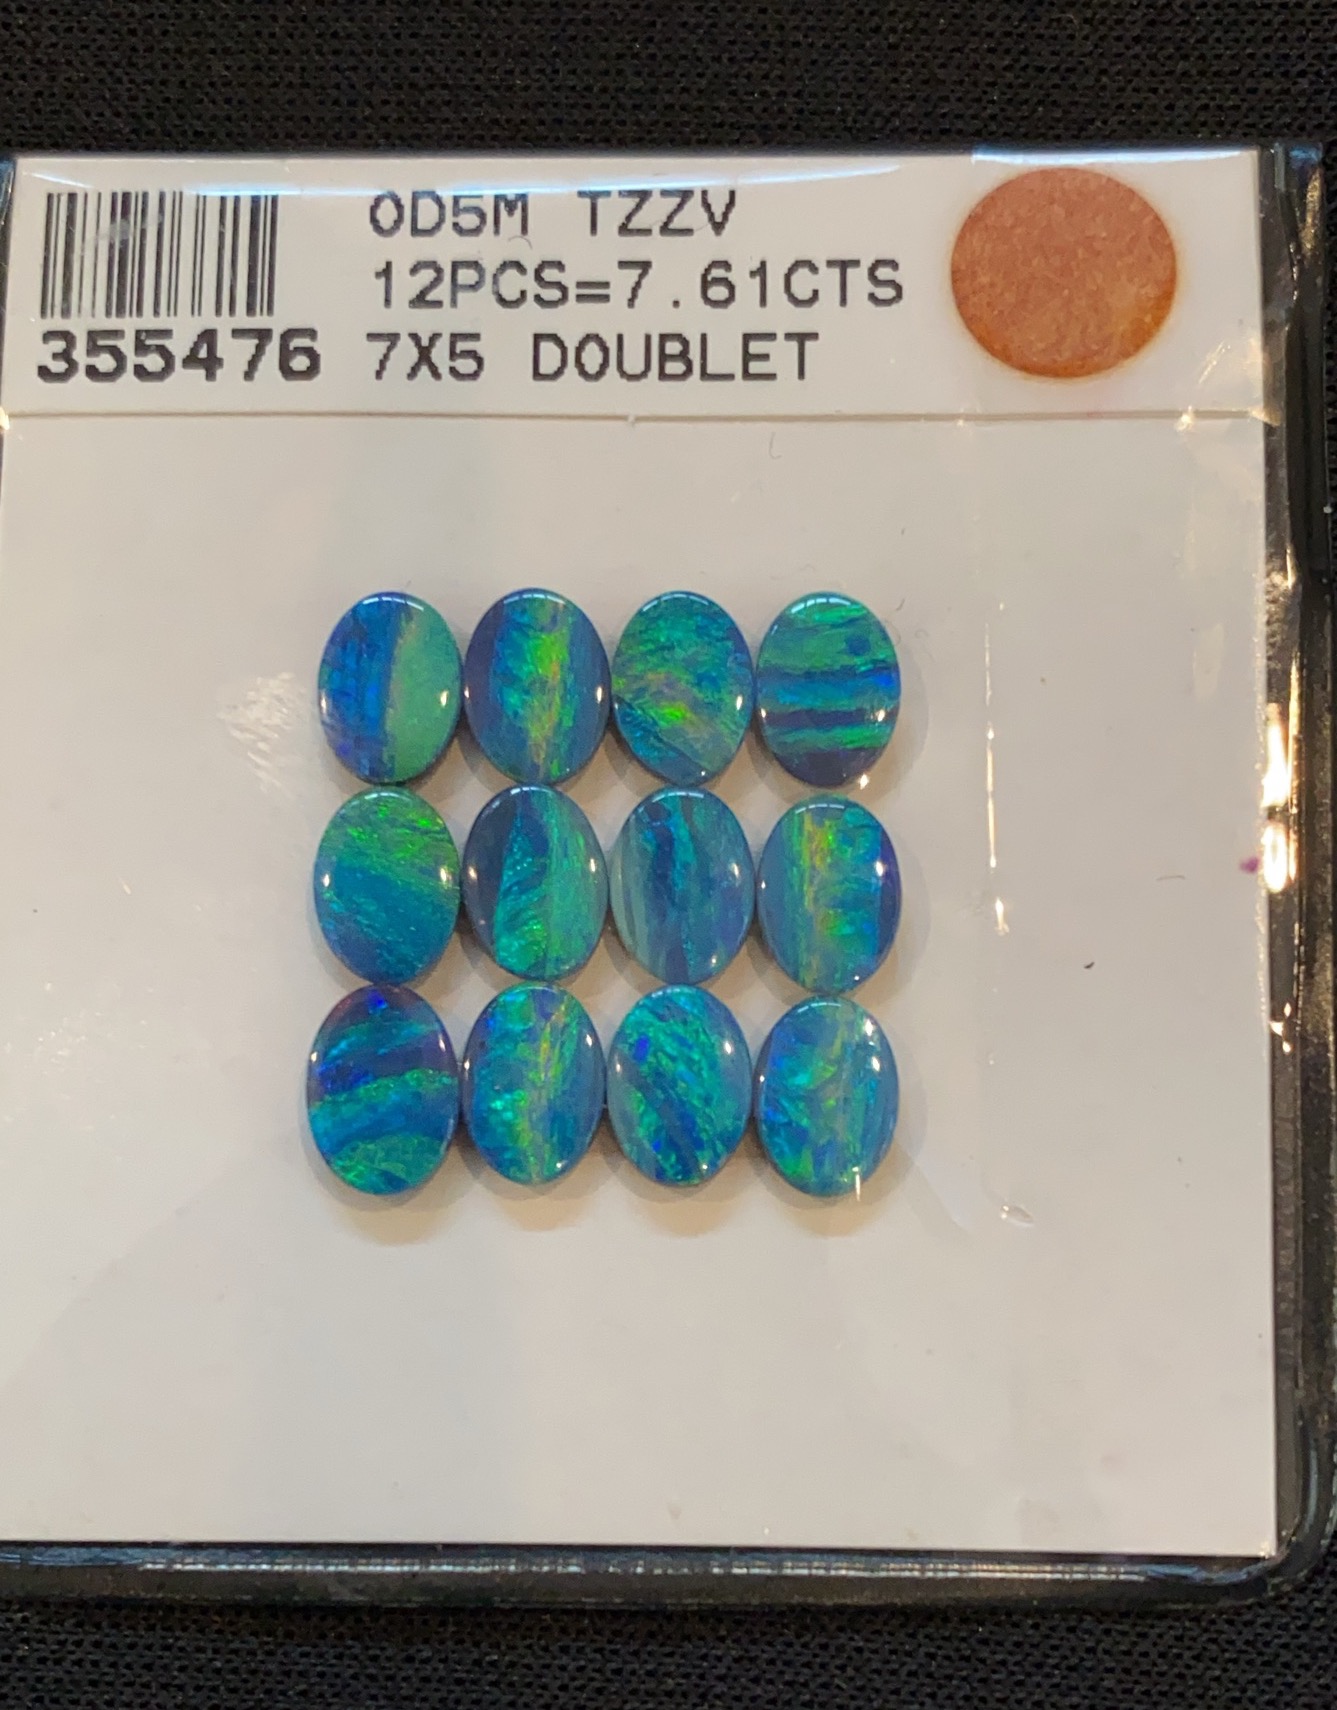 OD5M TZZV
12PCS=7.61CTS
355476 7X5 DOUBLET